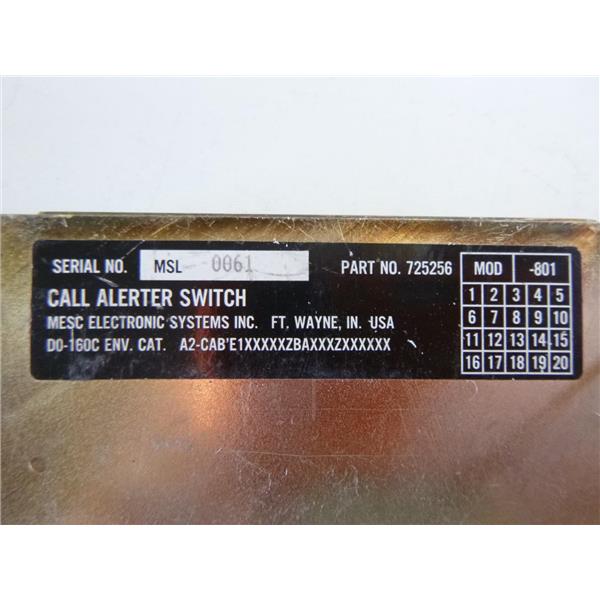 SERIAL NO. MSL 0061 PART NO. 725256 MOD -801
CALL ALERTER SWITCH
MESC ELECTRONIC SYSTEMS INC. FT. WAYNE, IN. USA
DO-160C ENV. CAT. A2-CAB'E1XXXXXZBAXXXZXXXXXX
1 2 3 4 5
6 7 8 9 10
11 12 13 14 15
16 17 18 19 20